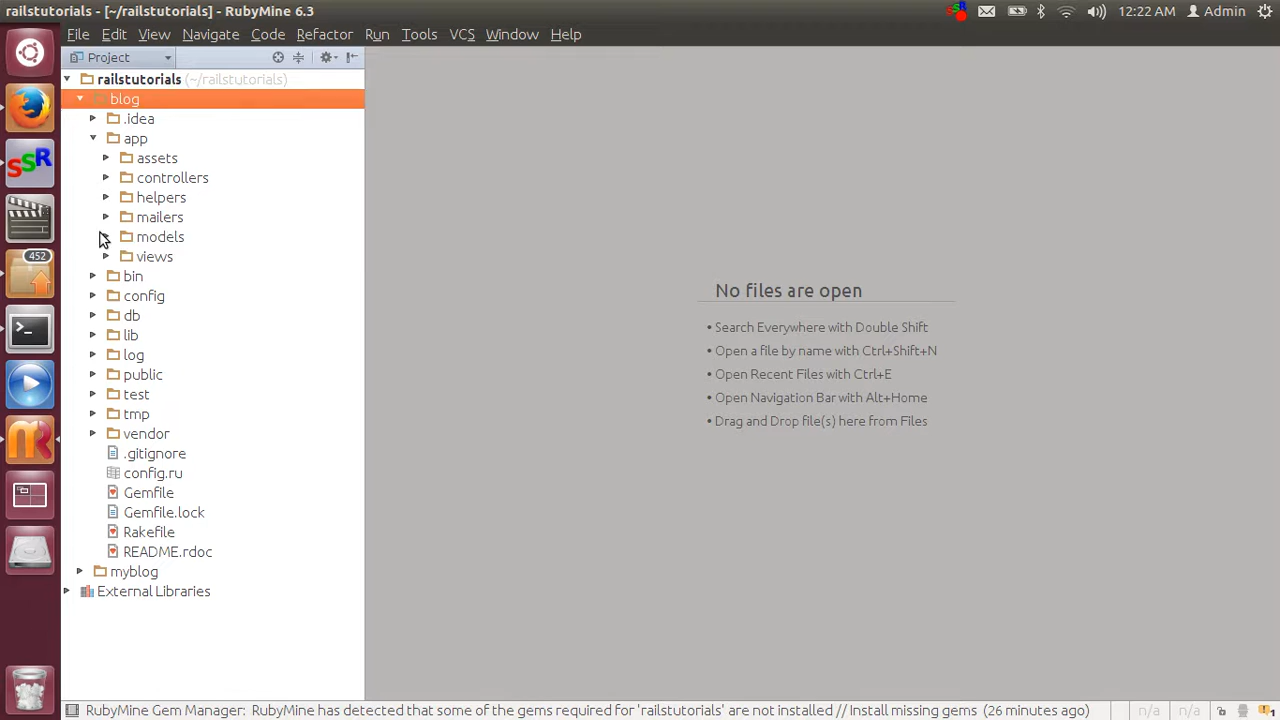 railstutorials - [~/railstutorials] - RubyMine 6.3
SSR
12:22 AM Admin
File Edit View Navigate Code Refactor Run Tools VCS Window Help
Project
railstutorials (~/railstutorials)
blog
.idea
app
assets
controllers
helpers
mailers
models
views
bin
config
db
lib
log
public
test
tmp
vendor
.gitignore
config.ru
Gemfile
Gemfile.lock
Rakefile
README.rdoc
myblog
External Libraries
SSR
452
No files are open
• Search Everywhere with Double Shift
• Open a file by name with Ctrl+Shift+N
• Open Recent Files with Ctrl+E
• Open Navigation Bar with Alt+Home
• Drag and Drop file(s) here from Files
RubyMine Gem Manager: RubyMine has detected that some of the gems required for 'railstutorials' are not installed // Install missing gems (26 minutes ago)
n/a n/a 1